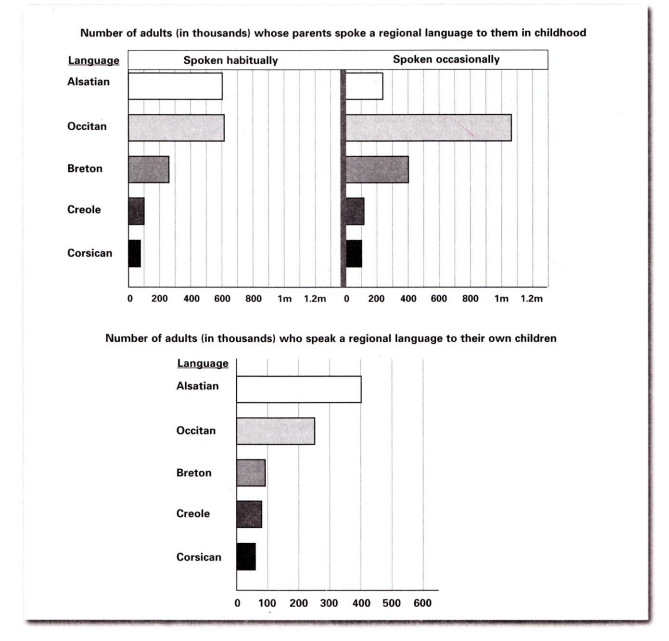 Number of adults (in thousands) whose parents spoke a regional language to them in childhood
Language
Spoken habitually
Spoken occasionally
Alsatian
Occitan
Breton
Creole
Corsican
0 200 400 600 800 1m 1.2m 0 200 400 600 800 1m 1.2m
Number of adults (in thousands) who speak a regional language to their own children
Language
Alsatian
Occitan
Breton
Creole
Corsican
0 100 200 300 400 500 600